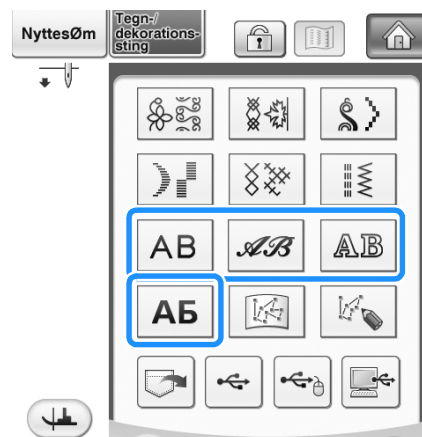 NyttesØm
Tegn-/
dekorations-
sting
AB
AB
AB
АБ